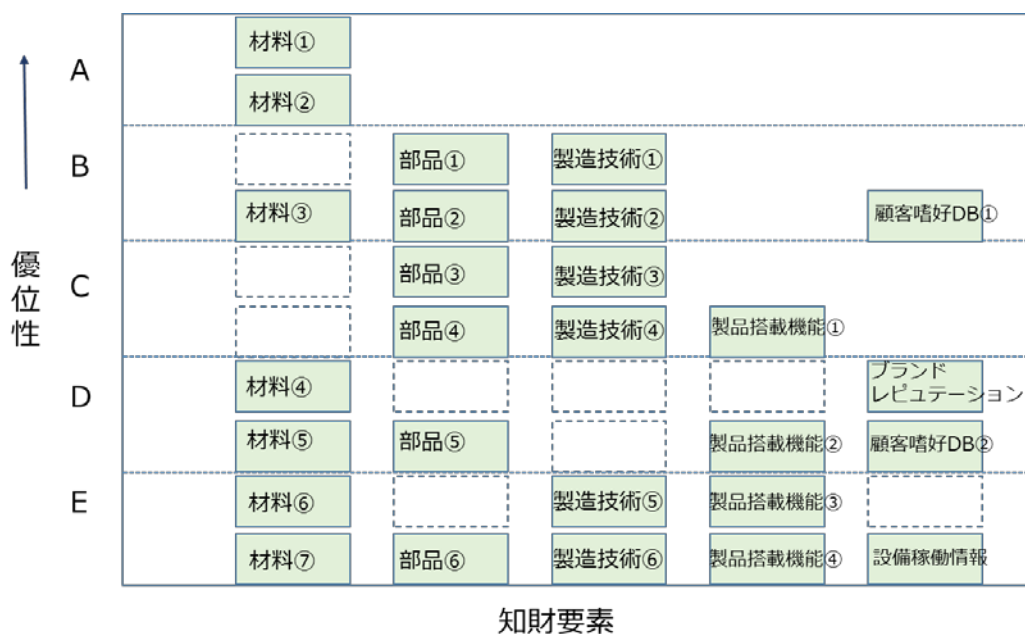 材料①
A
材料②
B
部品①
製造技術①
材料③
部品②
製造技術②
顧客嗜好DB①
優位性
C
部品③
製造技術③
部品④
製造技術④
製品搭載機能①
D
材料④
ブランド
レピュテーション
材料⑤
部品⑤
製品搭載機能②
顧客嗜好DB②
E
材料⑥
製造技術⑤
製品搭載機能③
材料⑦
部品⑥
製造技術⑥
製品搭載機能④
設備稼働情報
知財要素